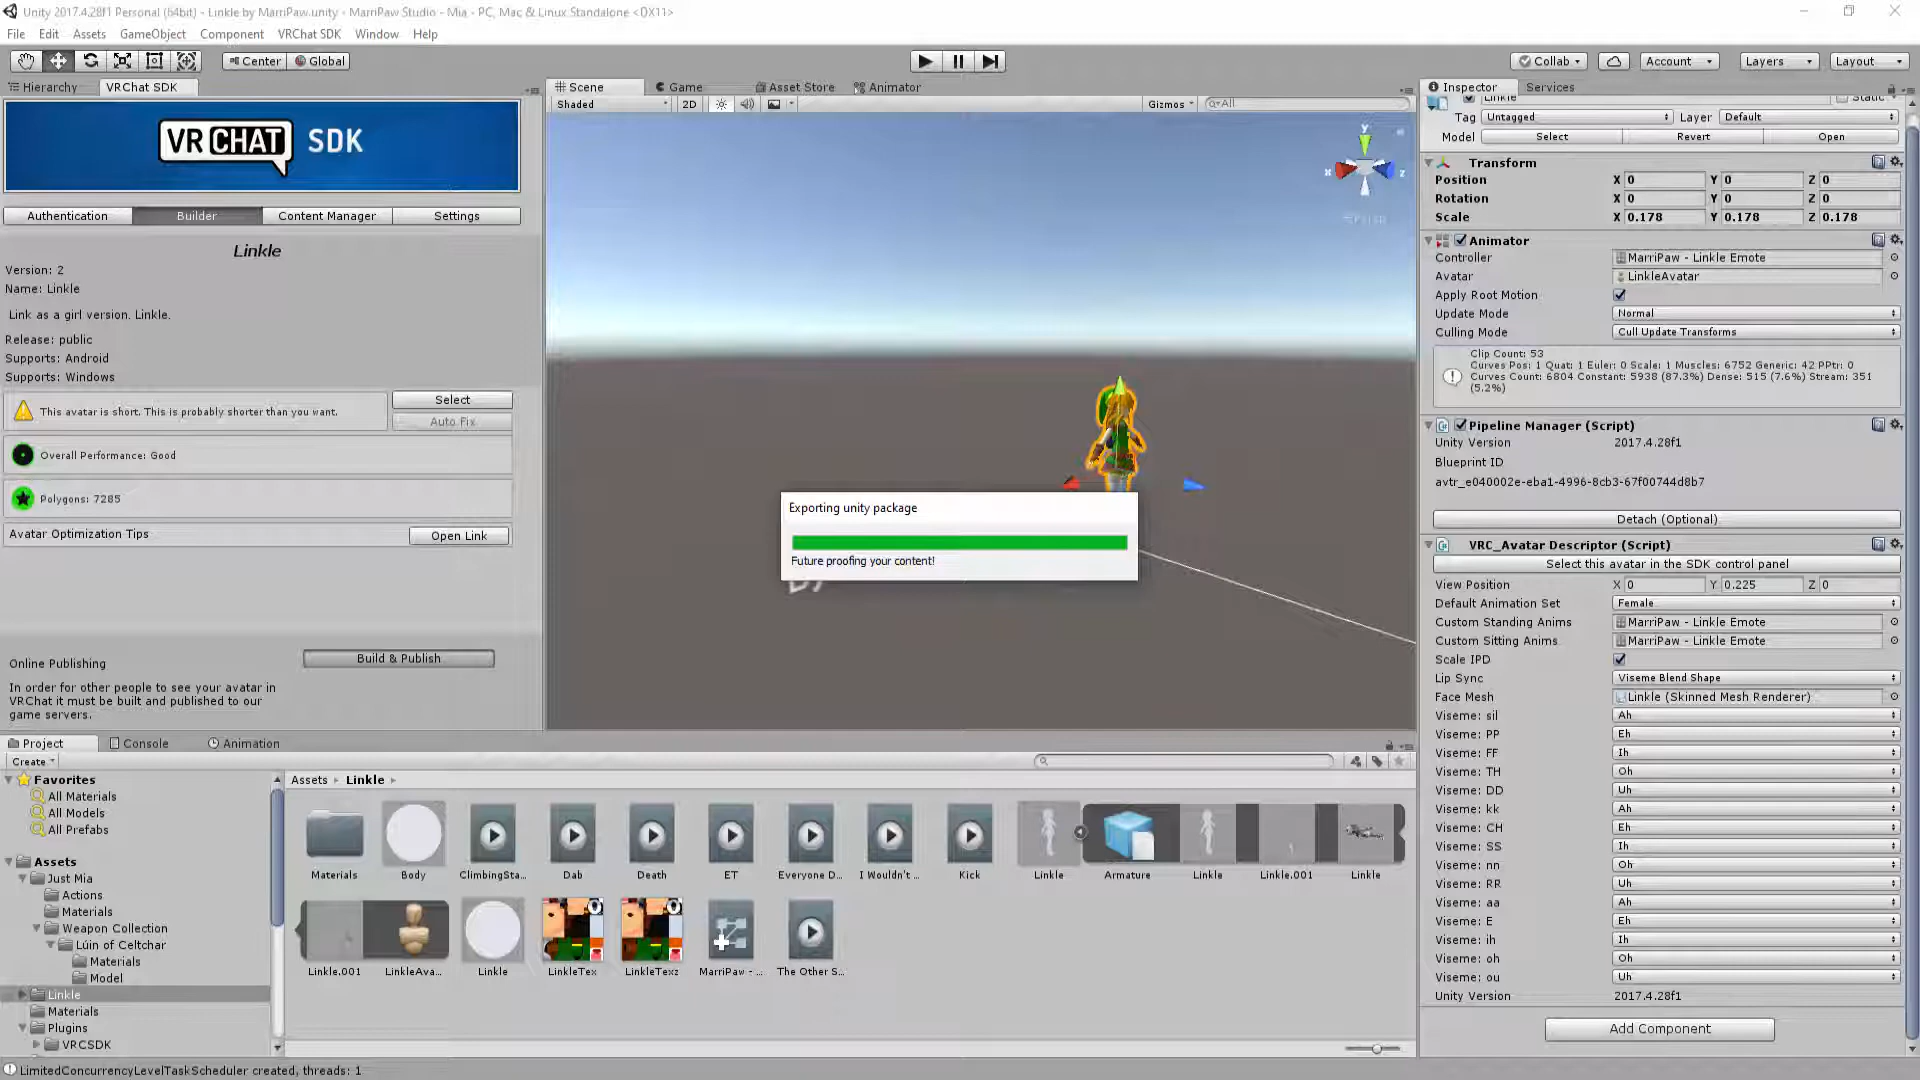 Unity 2017.4.28f1 Personal (64bit) - Linkle by MarriPaw.unity - MarriPaw Studio - Mia - PC, Mac & Linux Standalone <DX11>
File Edit Assets GameObject Component VRChat SDK Window Help
Center Global
Collab Account Layers Layout
Hierarchy VRChat SDK
VRCHAT SDK
Authentication Builder Content Manager Settings
Linkle
Version: 2
Name: Linkle
Link as a girl version. Linkle.
Release: public
Supports: Android
Supports: Windows
This avatar is short. This is probably shorter than you want.
Select
Auto Fix
Overall Performance: Good
Polygons: 7285
Avatar Optimization Tips
Open Link
Online Publishing
Build & Publish
In order for other people to see your avatar in
VRChat it must be built and published to our
game servers.
Scene Game Asset Store Animator
Shaded 2D Gizmos All
y
x z
Persp
Exporting unity package
Future proofing your content!
Inspector Services
Linkle Static
Tag Untagged Layer Default
Model Select Revert Open
Transform
Position X 0 Y 0 Z 0
Rotation X 0 Y 0 Z 0
Scale X 0.178 Y 0.178 Z 0.178
Animator
Controller MarriPaw - Linkle Emote
Avatar LinkleAvatar
Apply Root Motion
Update Mode Normal
Culling Mode Cull Update Transforms
Clip Count: 53
Curves Pos: 1 Quat: 1 Euler: 0 Scale: 1 Muscles: 6752 Generic: 42 PPtr: 0
Curves Count: 6804 Constant: 5938 (87.3%) Dense: 515 (7.6%) Stream: 351
(5.2%)
Pipeline Manager (Script)
Unity Version 2017.4.28f1
Blueprint ID
avtr_e040002e-eba1-4996-8cb3-67f00744d8b7
Detach (Optional)
VRC_Avatar Descriptor (Script)
Select this avatar in the SDK control panel
View Position X 0 Y 0.225 Z 0
Default Animation Set Female
Custom Standing Anims MarriPaw - Linkle Emote
Custom Sitting Anims MarriPaw - Linkle Emote
Scale IPD
Lip Sync Viseme Blend Shape
Face Mesh Linkle (Skinned Mesh Renderer)
Viseme: sil Ah
Viseme: PP Eh
Viseme: FF Ih
Viseme: TH Oh
Viseme: DD Uh
Viseme: kk Ah
Viseme: CH Eh
Viseme: SS Ih
Viseme: nn Oh
Viseme: RR Uh
Viseme: aa Ah
Viseme: E Eh
Viseme: ih Ih
Viseme: oh Oh
Viseme: ou Uh
Unity Version 2017.4.28f1
Add Component
Project Console Animation
Create
Favorites
All Materials
All Models
All Prefabs
Assets
Just Mia
Actions
Materials
Weapon Collection
Lúin of Celtchar
Materials
Model
Linkle
Materials
Plugins
VRCSDK
Assets Linkle
Materials Body ClimbingSta... Dab Death ET Everyone D... I Wouldn't ... Kick Linkle Armature Linkle Linkle.001 Linkle
Linkle.001 LinkleAva... Linkle LinkleTex LinkleTex2 MarriPaw - ... The Other S...
LimitedConcurrencyLevelTaskScheduler created, threads: 1